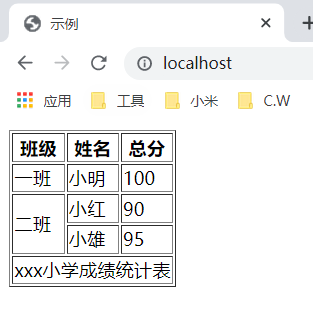 示例
localhost
应用 工具 小米 C.W
班级 姓名 总分
一班 小明 100
二班 小红 90
小雄 95
xxx小学成绩统计表